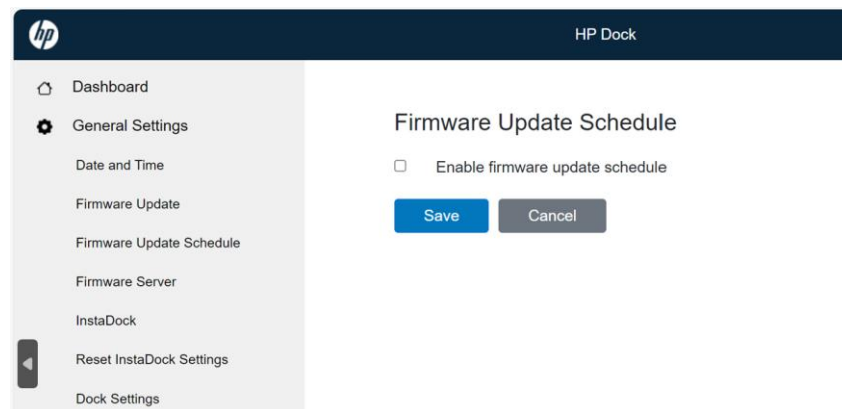 hp
HP Dock
Dashboard
General Settings
Date and Time
Firmware Update
Firmware Update Schedule
Firmware Server
InstaDock
Reset InstaDock Settings
Dock Settings
Firmware Update Schedule
Enable firmware update schedule
Save
Cancel